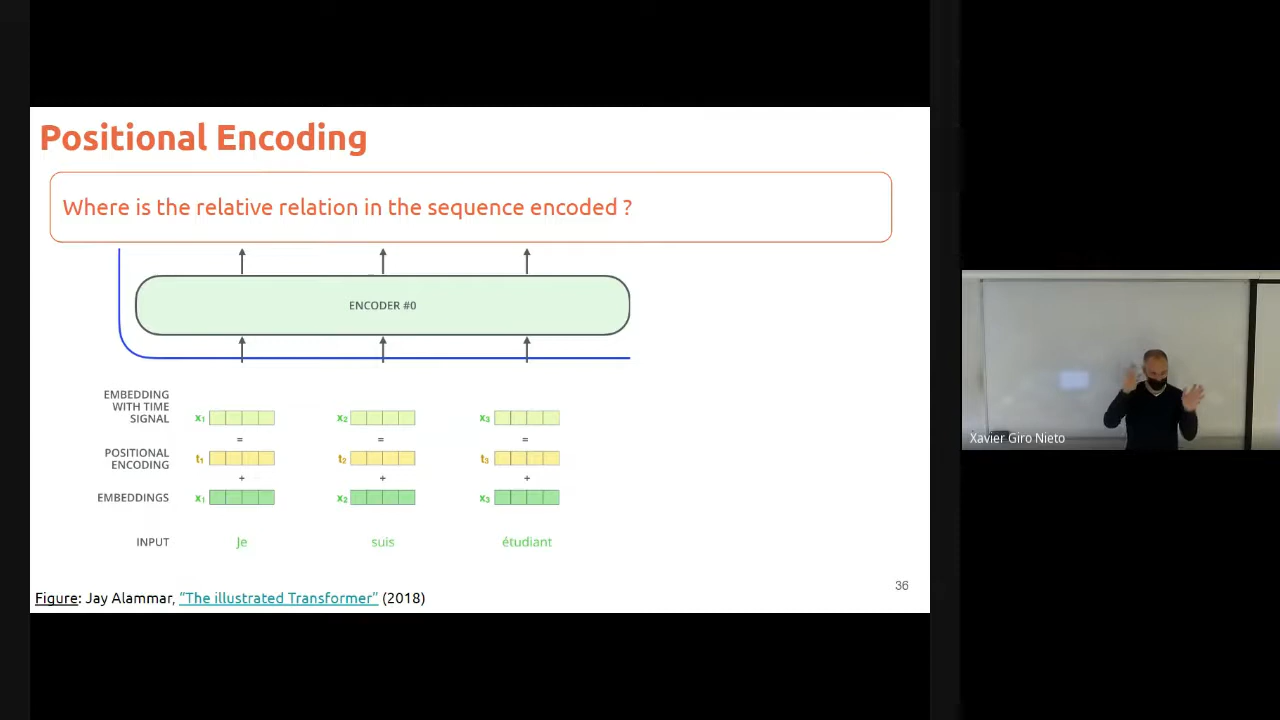 Positional Encoding
Where is the relative relation in the sequence encoded ?
ENCODER #0
EMBEDDING
WITH TIME
SIGNAL
x₁
x₂
x₃
=
=
=
POSITIONAL
ENCODING
t₁
t₂
t₃
+
+
+
EMBEDDINGS
x₁
x₂
x₃
INPUT
Je
suis
étudiant
36
Figure: Jay Alammar, “The illustrated Transformer” (2018)
Xavier Giro Nieto